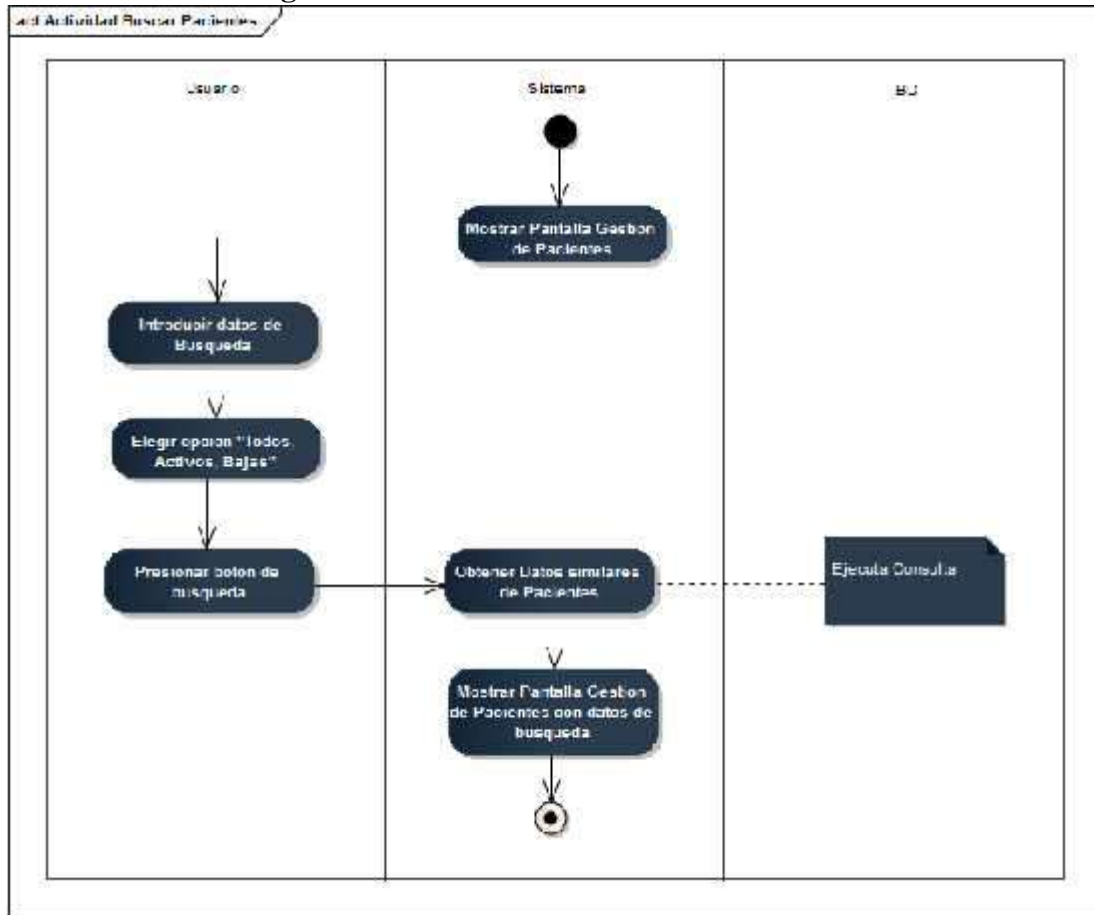 act Actividad Buscar Pacientes
Usuario
Sistema
BD
Mostrar Pantalla Gestion
de Pacientes
Introducir datos de
Busqueda
Elegir opcion "Todos,
Activos, Bajas"
Presionar boton de
busqueda
Obtener Datos similares
de Pacientes
Ejecuta Consulta
Mostrar Pantalla Gestion
de Pacientes con datos de
busqueda